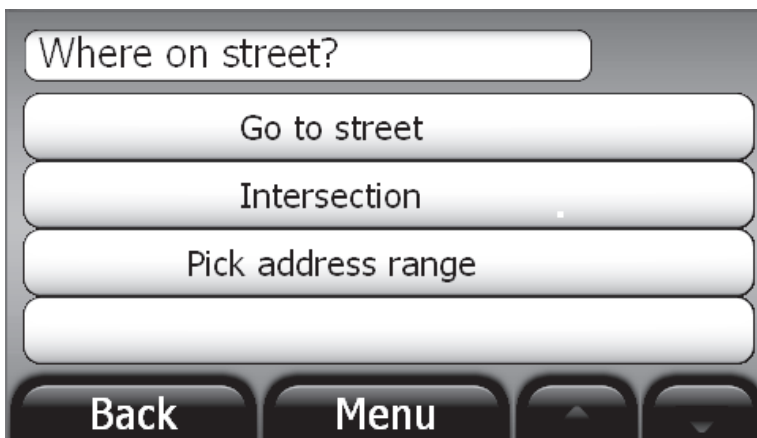 Where on street?
Go to street
Intersection
Pick address range
Back Menu